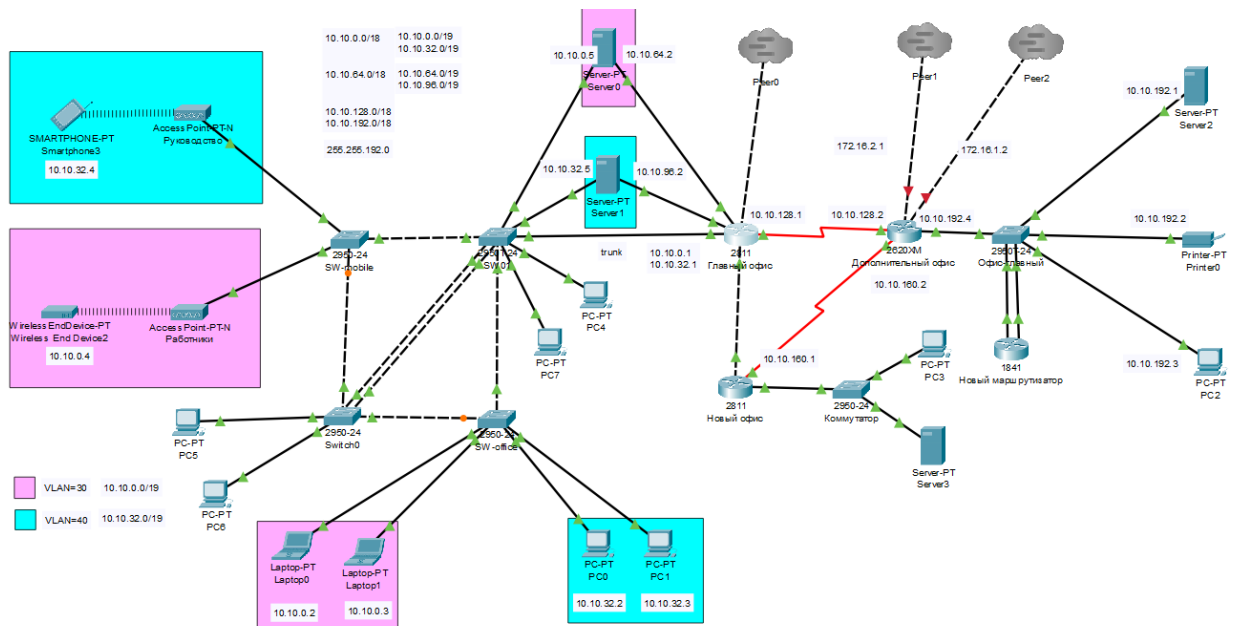 10.10.0.0/18
10.10.0.0/19
10.10.32.0/19
10.10.64.0/18
10.10.64.0/19
10.10.96.0/19
10.10.128.0/18
10.10.192.0/18
255.255.192.0
SMARTPHONE-PT
Smartphone3
10.10.32.4
Access Point-PT-N
Руководство
Wireless EndDevice-PT
Wireless End Device2
10.10.0.4
Access Point-PT-N
Работники
2950-24
SW-mobile
10.10.0.5
10.10.64.2
Server-PT
Server0
10.10.32.5
10.10.96.2
Server-PT
Server1
2950T-24
SW01
trunk
10.10.0.1
10.10.32.1
PC-PT
PC4
PC-PT
PC7
Peer0
Peer1
Peer2
172.16.2.1
172.16.1.2
10.10.128.1
10.10.128.2
2811
Главный офис
2620XM
Дополнительный офис
10.10.192.4
10.10.160.2
2950T-24
Офис-главный
10.10.192.1
Server-PT
Server2
10.10.192.2
Printer-PT
Printer0
10.10.192.3
PC-PT
PC2
1841
Новый маршрутизатор
10.10.160.1
2811
Новый офис
2950-24
Коммутатор
PC-PT
PC3
Server-PT
Server3
PC-PT
PC5
PC-PT
PC6
2950-24
Switch0
2950-24
SW-office
VLAN=30
10.10.0.0/19
VLAN=40
10.10.32.0/19
Laptop-PT
Laptop0
10.10.0.2
Laptop-PT
Laptop1
10.10.0.3
PC-PT
PC0
10.10.32.2
PC-PT
PC1
10.10.32.3